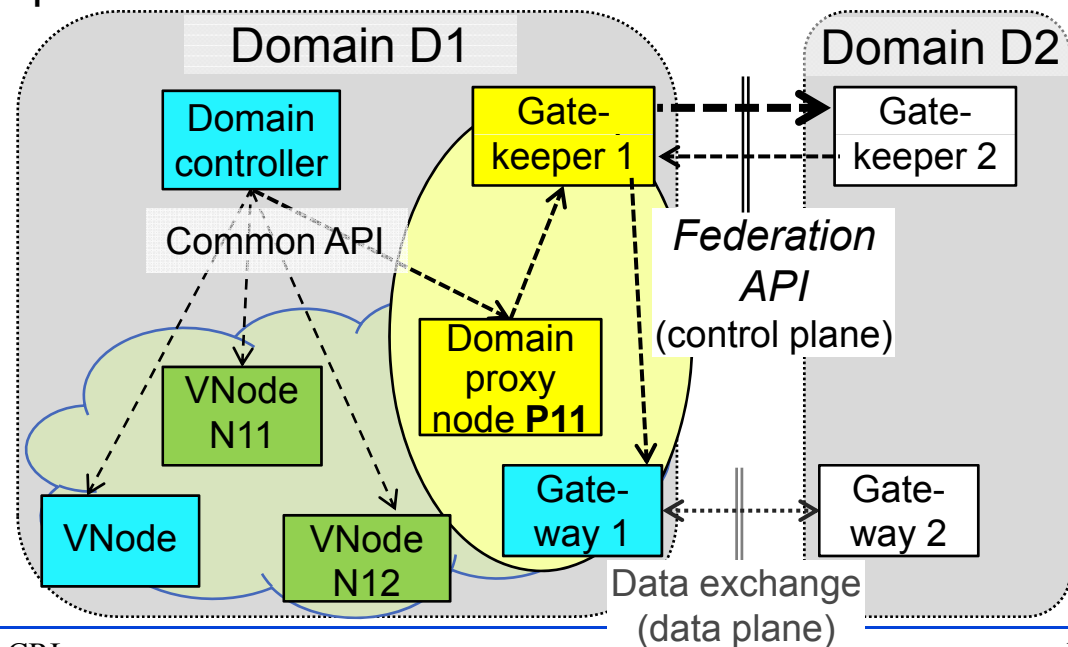 Domain D1
Domain D2
Domain
controller
Gate-
keeper 1
Gate-
keeper 2
Common API
Federation
API
(control plane)
Domain
proxy
node P11
VNode
N11
VNode
VNode
N12
Gate-
way 1
Gate-
way 2
Data exchange
(data plane)